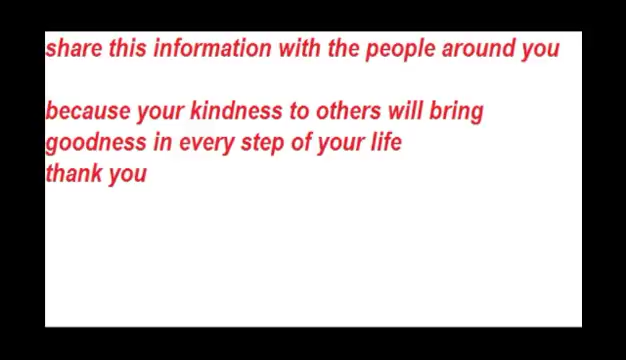 share this information with the people around you
because your kindness to others will bring
goodness in every step of your life
thank you